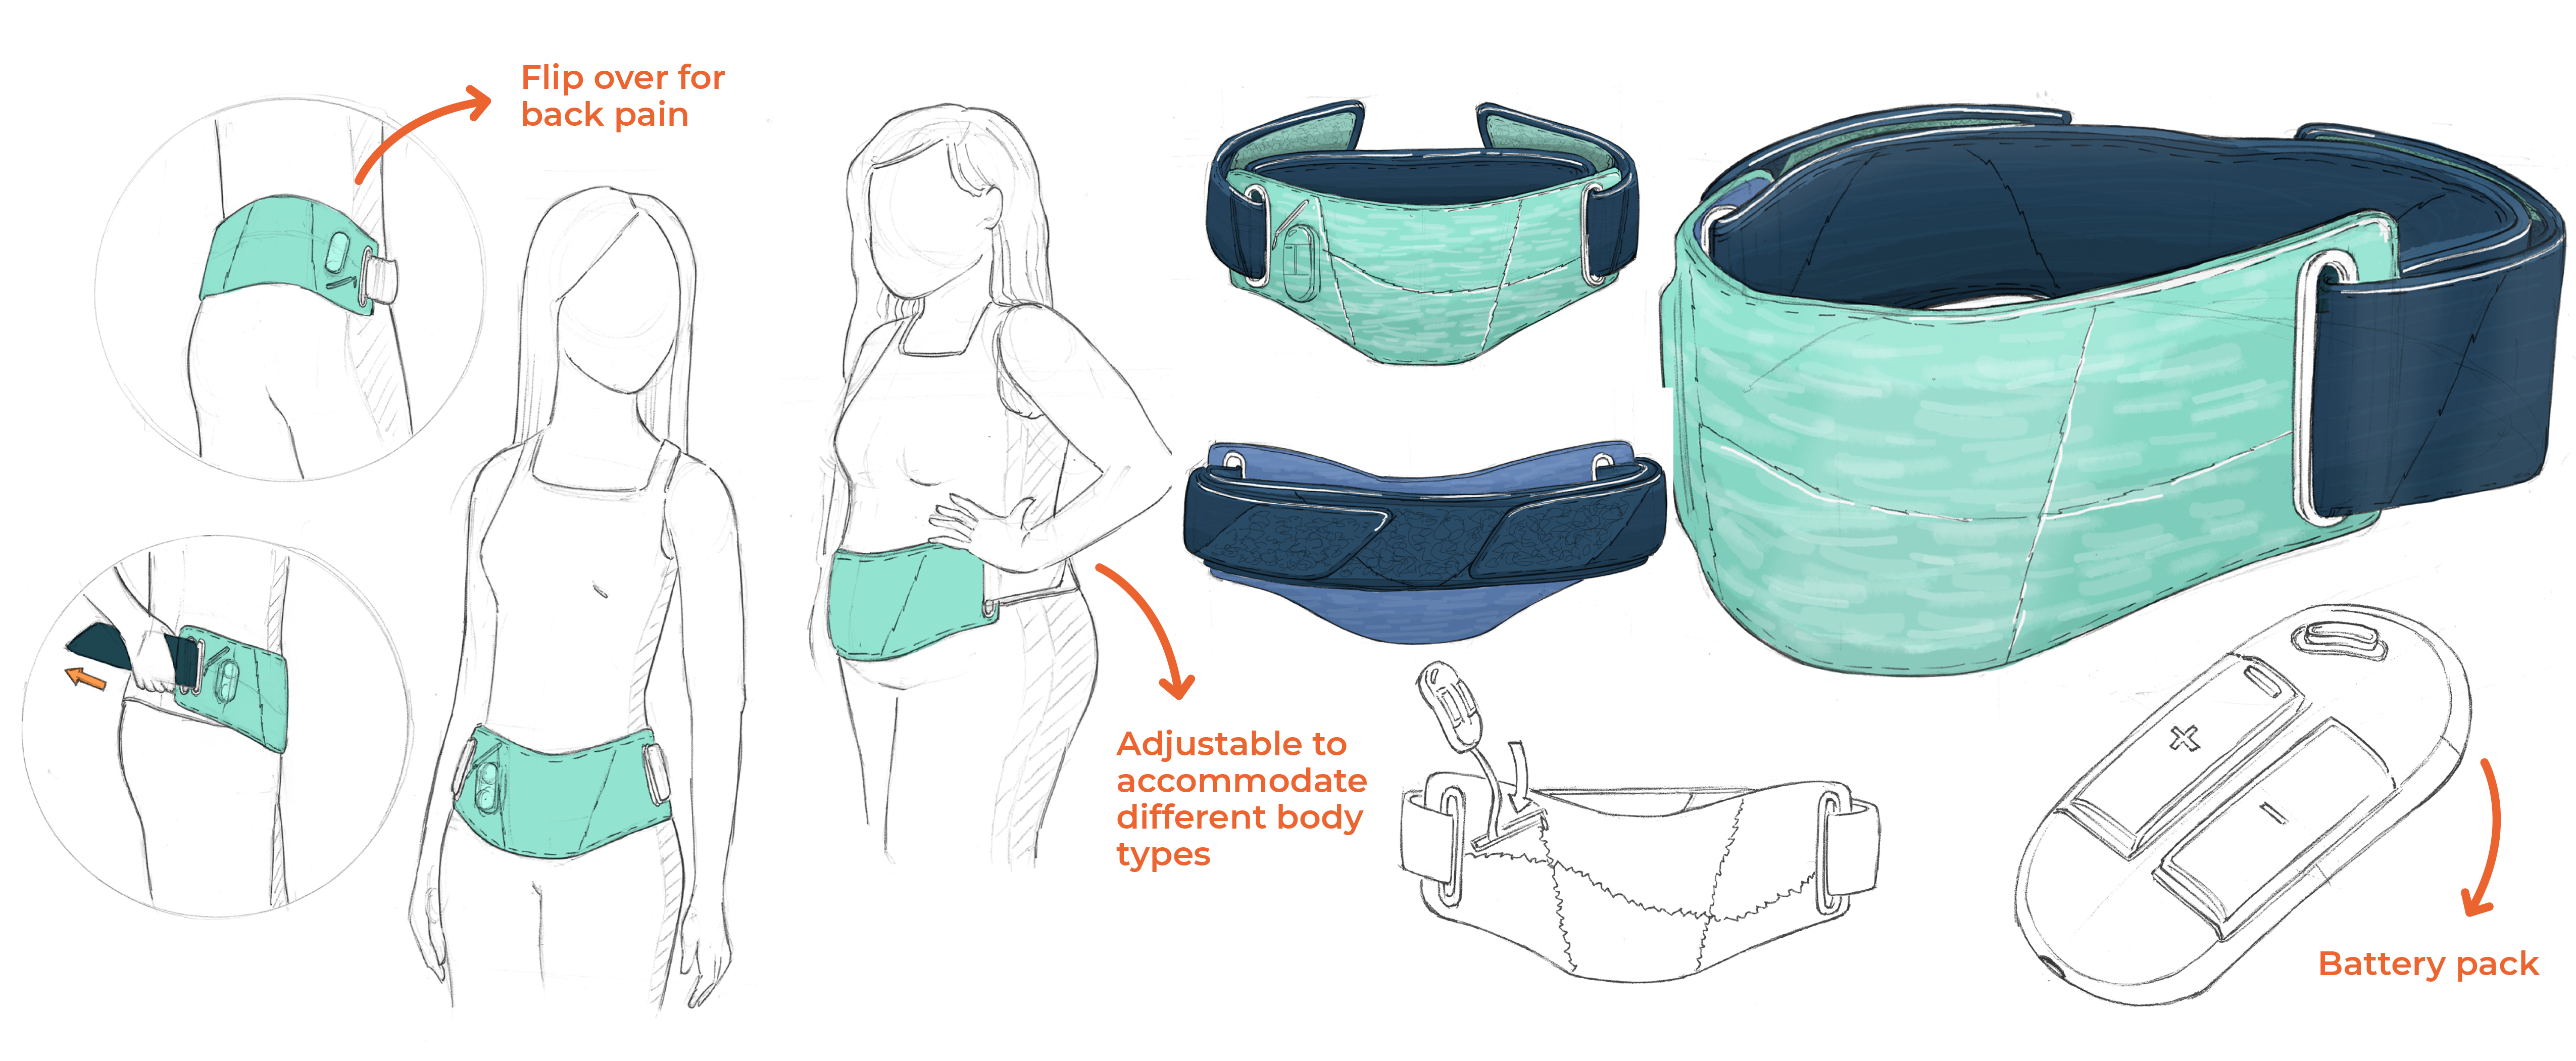 Flip over for
back pain
Adjustable to
accommodate
different body
types
+
−
Battery pack